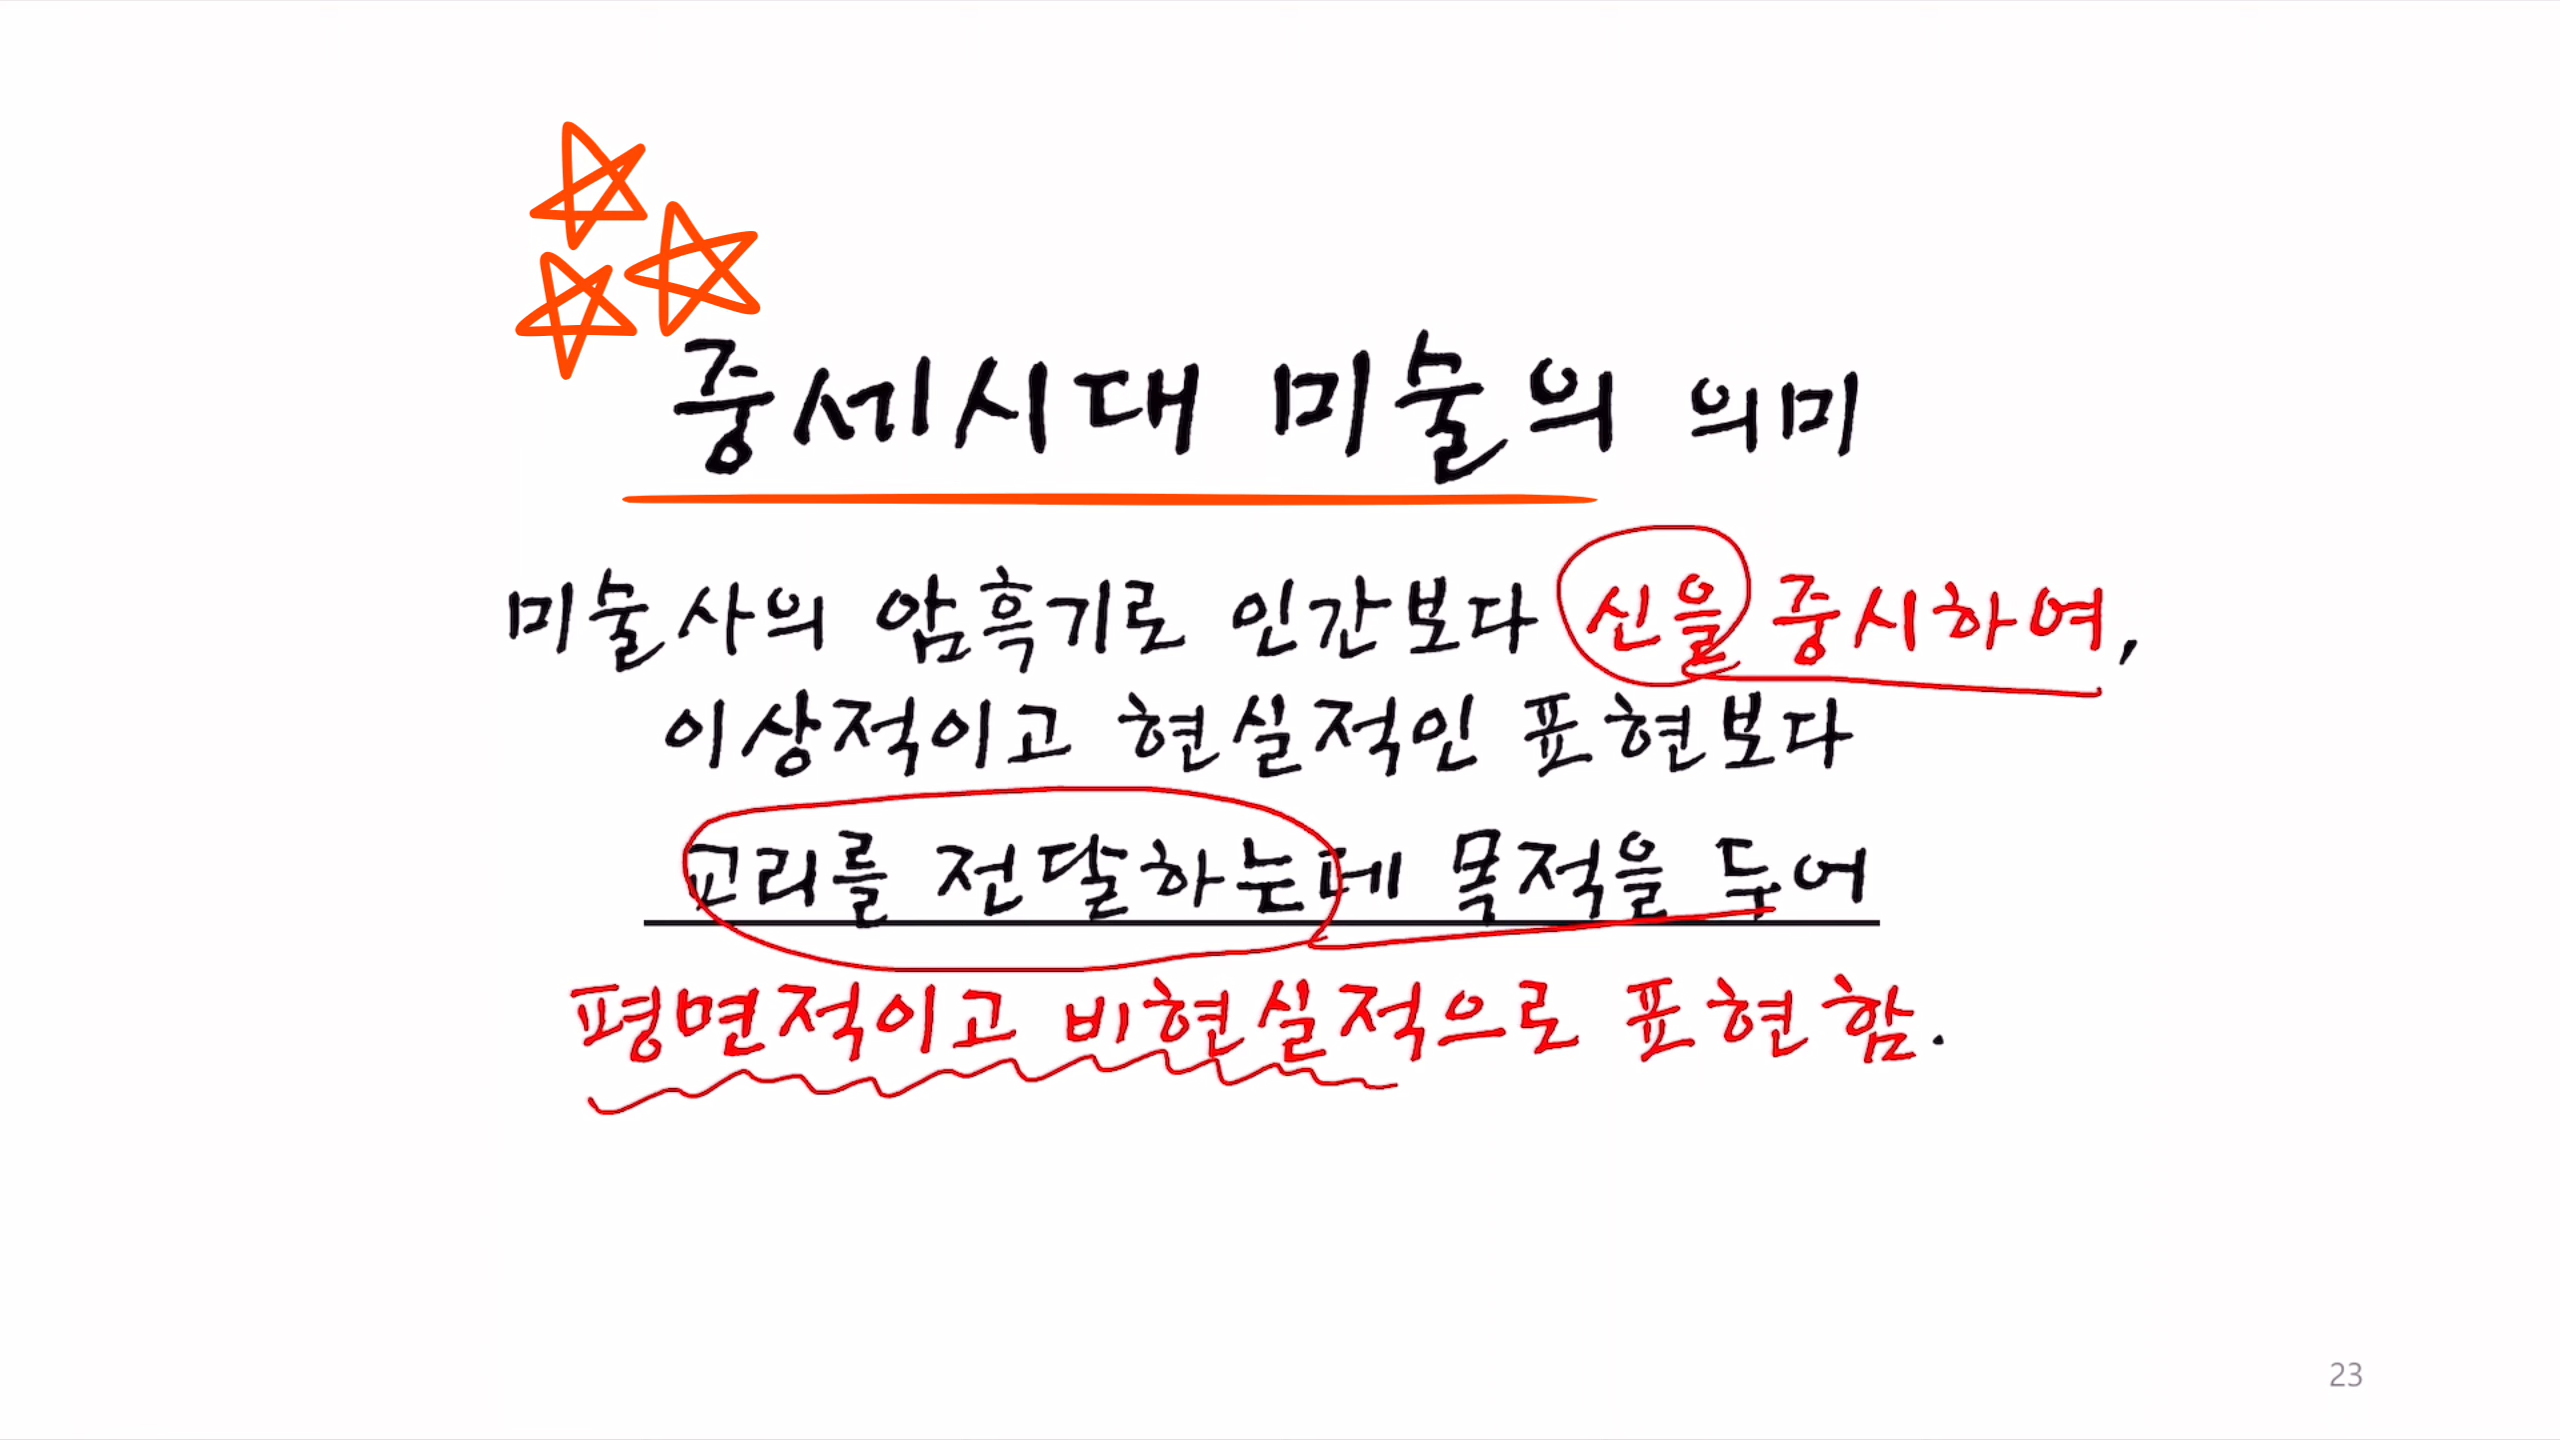 중세시대 미술의 의미
미술사의 암흑기로 인간보다 신을 중시하여,
이상적이고 현실적인 표현보다
교리를 전달하는데 목적을 두어
평면적이고 비현실적으로 표현함.
23